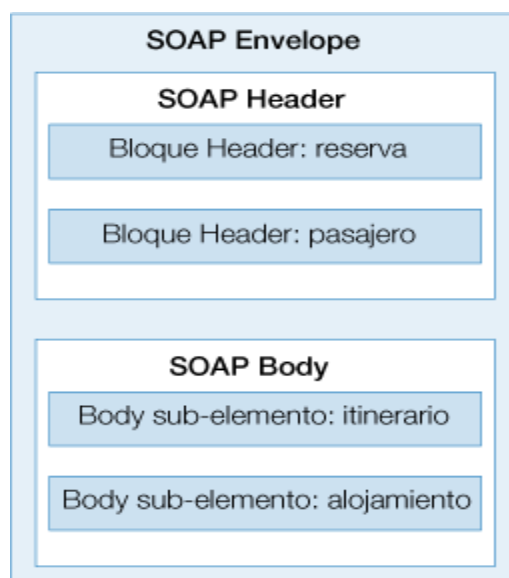 SOAP Envelope
SOAP Header
Bloque Header: reserva
Bloque Header: pasajero
SOAP Body
Body sub-elemento: itinerario
Body sub-elemento: alojamiento